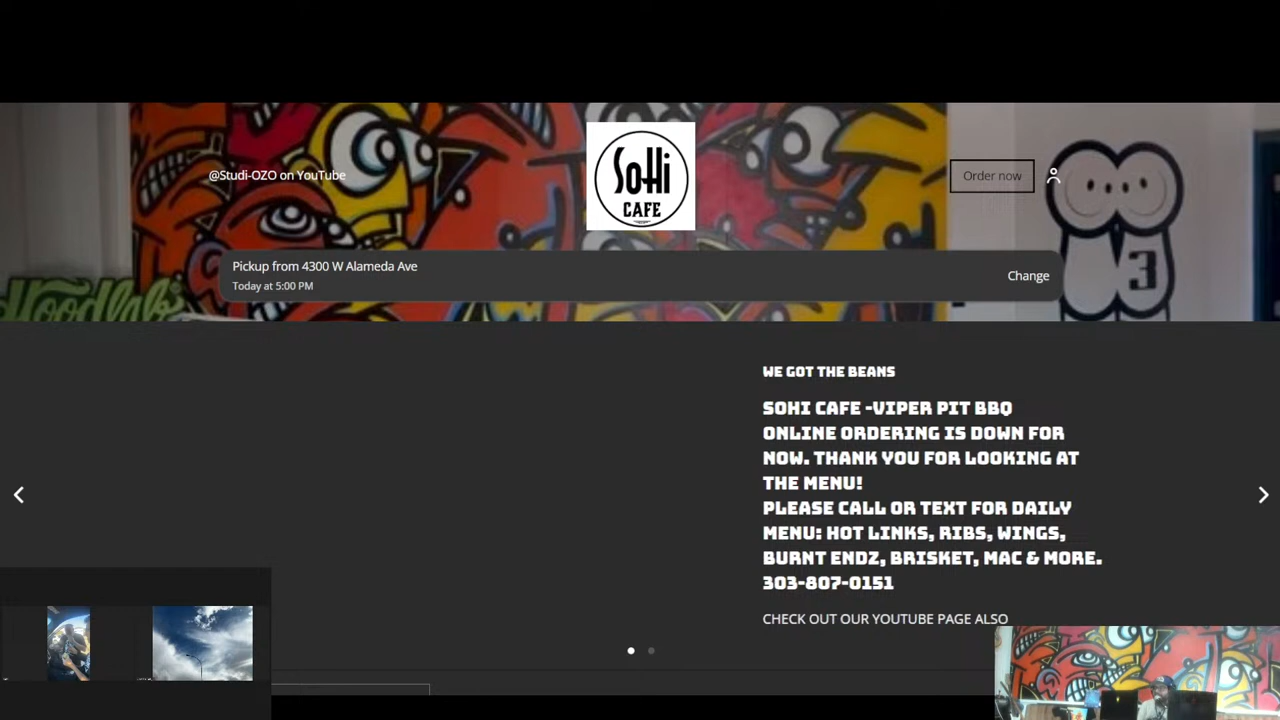 @Studi-OZO on YouTube
SoHi
CAFE
Order now
Pickup from 4300 W Alameda Ave
Today at 5:00 PM
Change
3
WE GOT THE BEANS
SOHI CAFE -VIPER PIT BBQ
ONLINE ORDERING IS DOWN FOR
NOW. THANK YOU FOR LOOKING AT
THE MENU!
PLEASE CALL OR TEXT FOR DAILY
MENU: HOT LINKS, RIBS, WINGS,
BURNT ENDZ, BRISKET, MAC & MORE.
303-807-0151
CHECK OUT OUR YOUTUBE PAGE ALSO